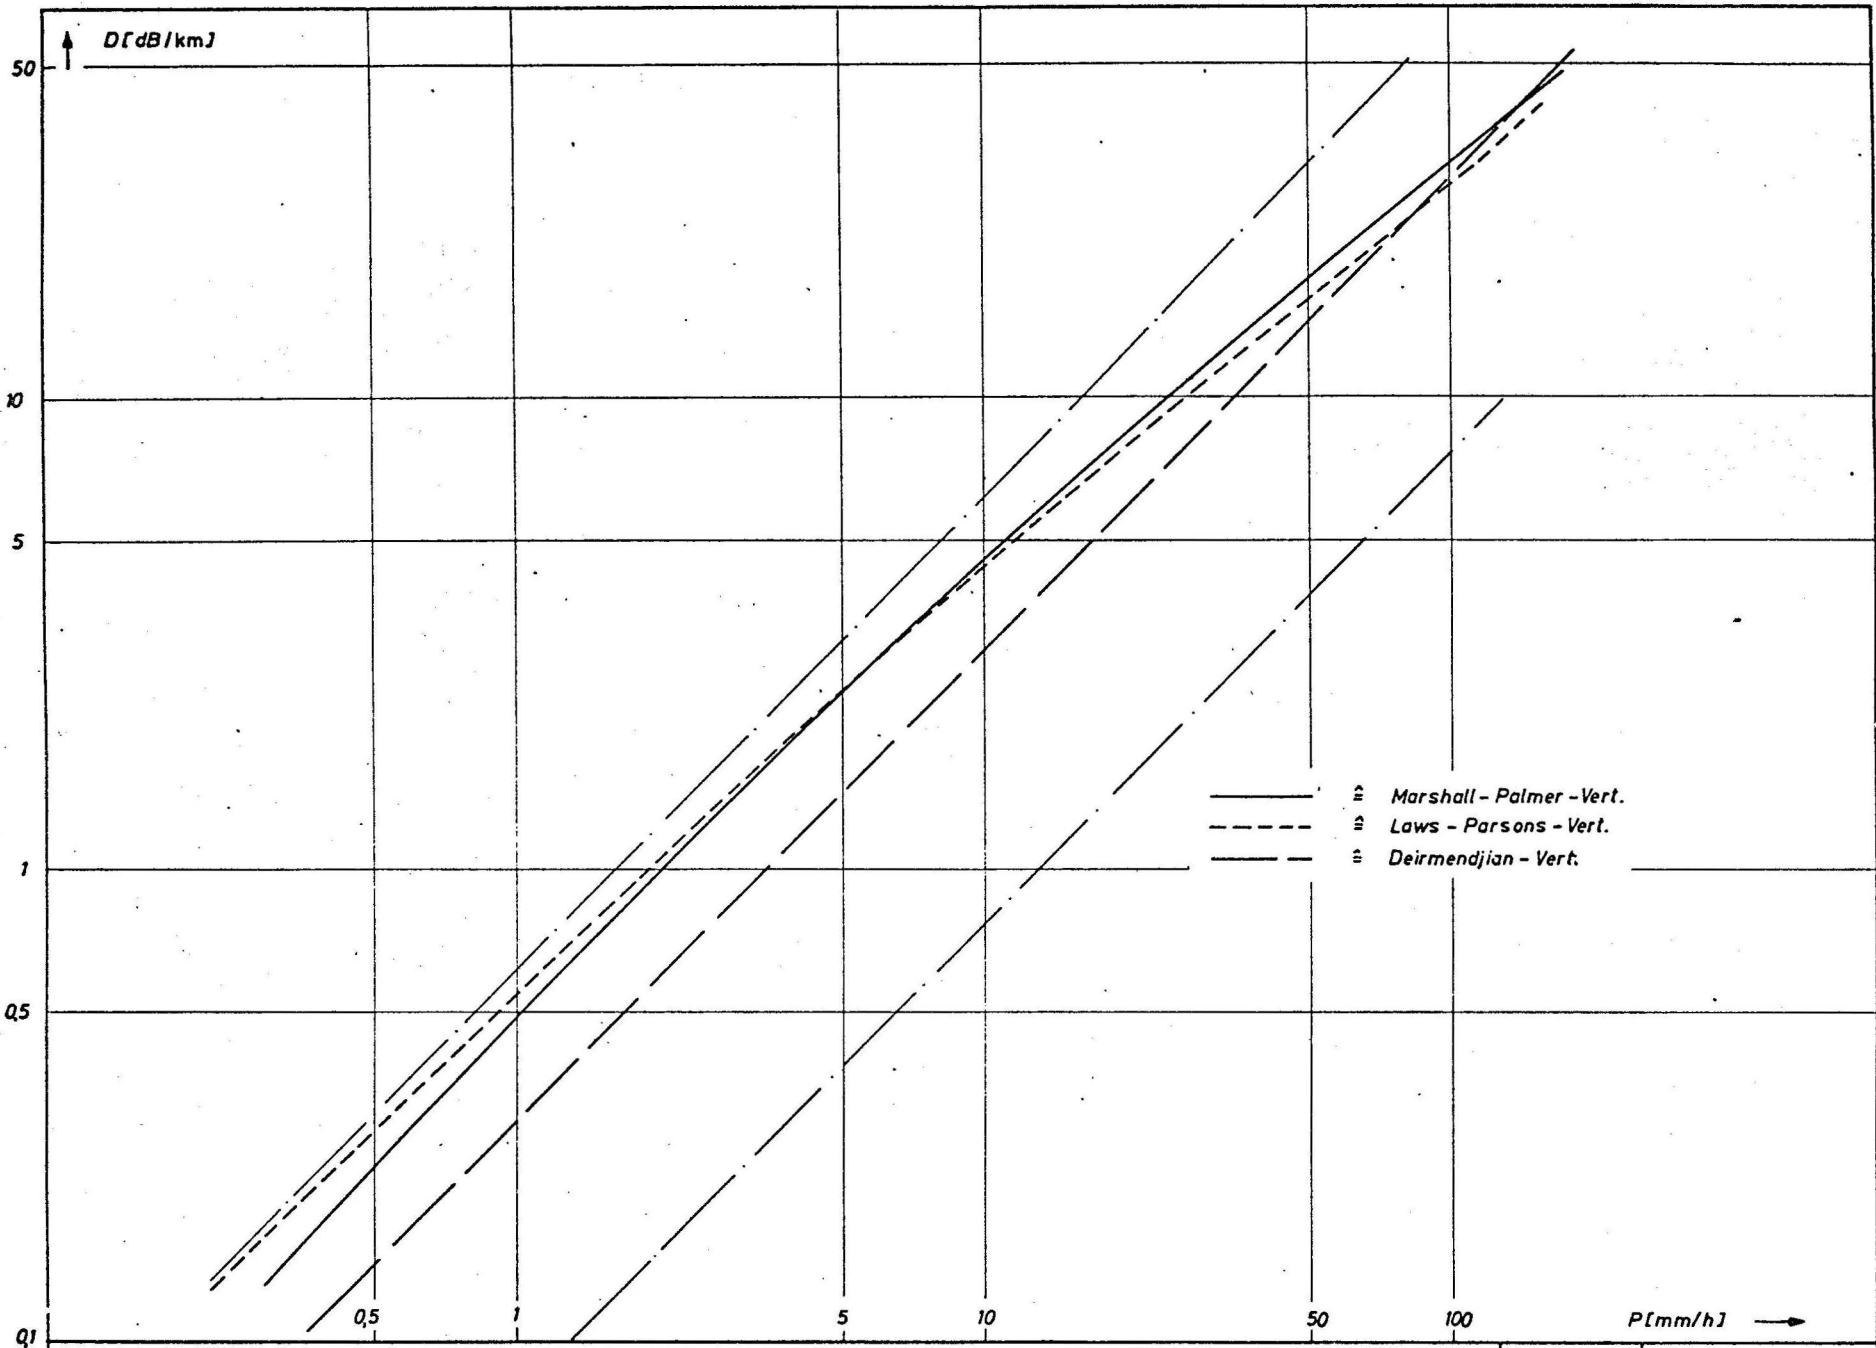 D[dB/km]
50
10
5
1
0,5
0,1
≙ Marshall-Palmer-Vert.
≙ Laws-Parsons-Vert.
≙ Deirmendjian-Vert.
0,5 1 5 10 50 100 P[mm/h]